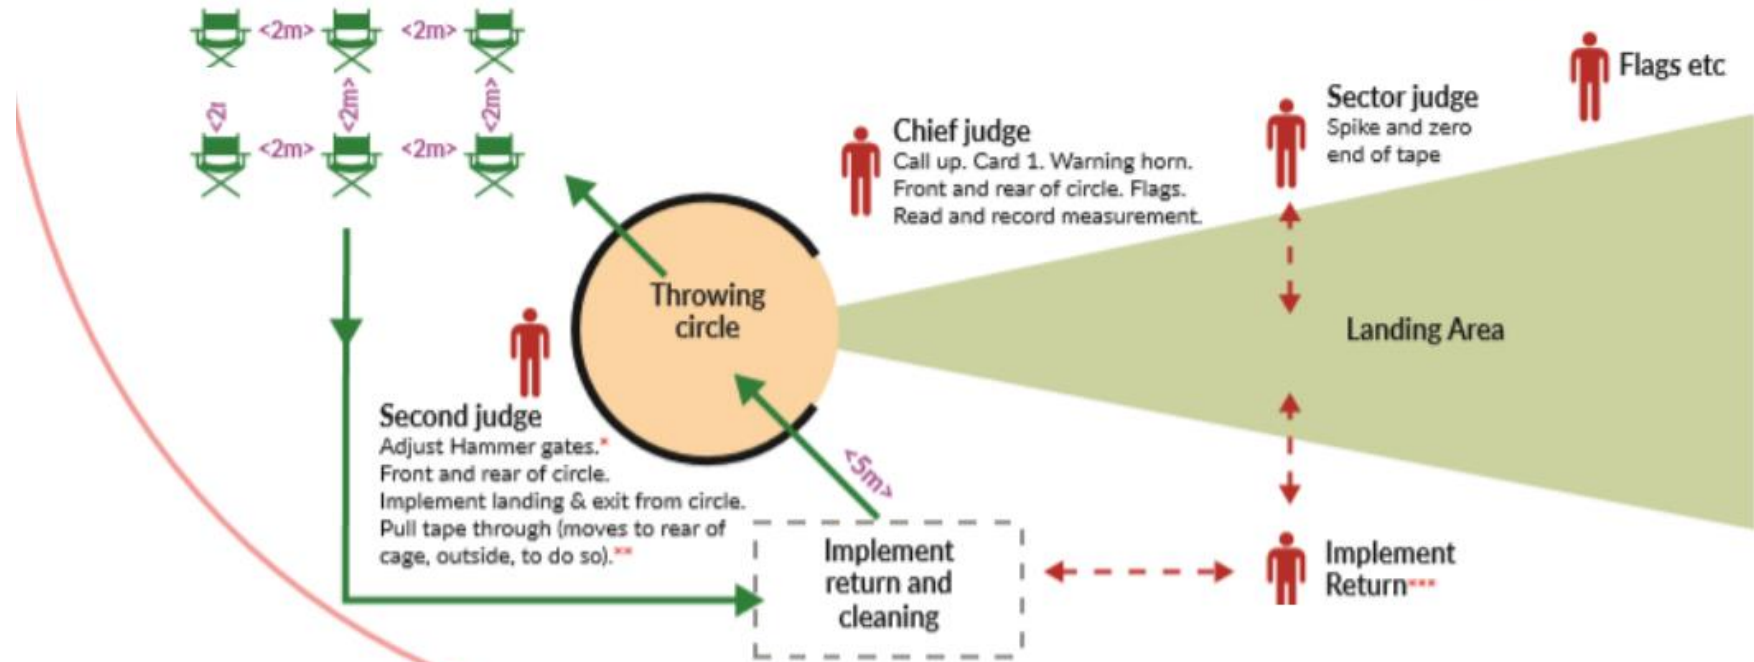 <2m> <2m>
<2m> <2m>
<2m> <2m>
Flags etc
Sector judge
Spike and zero
end of tape
Chief judge
Call up. Card 1. Warning horn.
Front and rear of circle. Flags.
Read and record measurement.
Throwing
circle
Landing Area
Second judge
Adjust Hammer gates.*
Front and rear of circle.
Implement landing & exit from circle.
Pull tape through (moves to rear of
cage, outside, to do so).**
<5m>
Implement
return and
cleaning
Implement
Return***